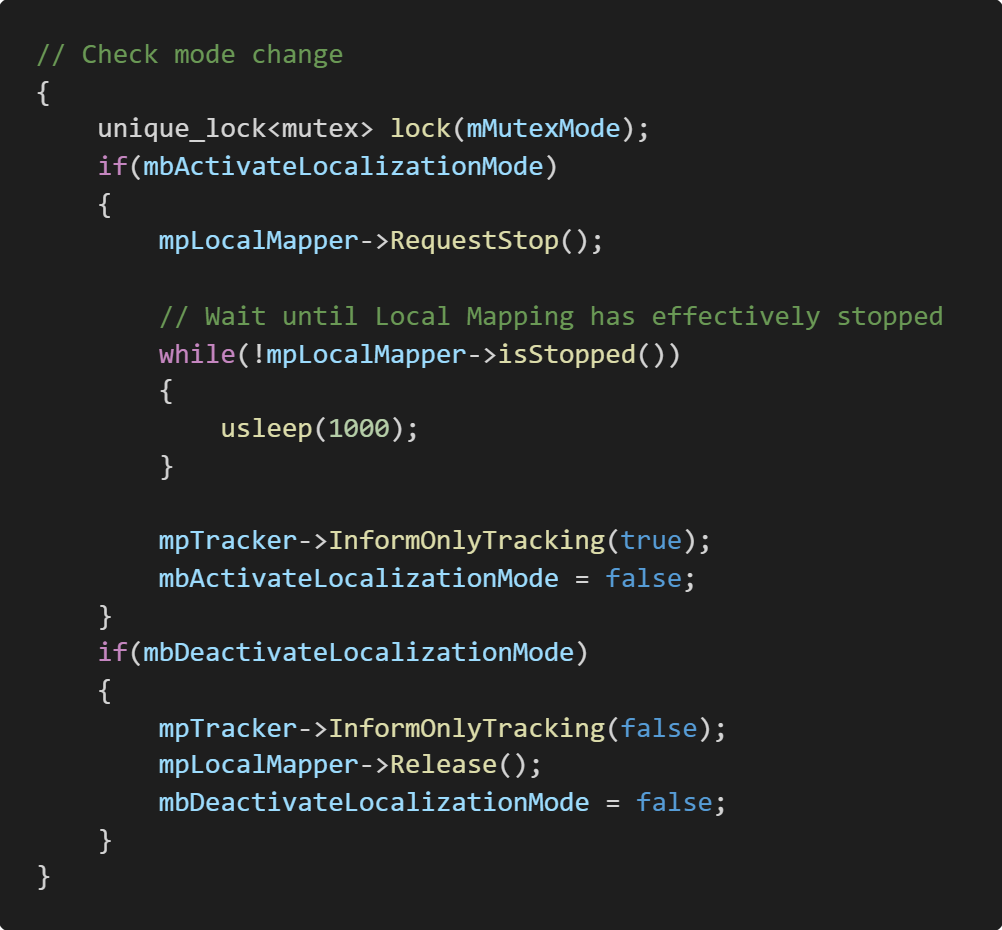 // Check mode change
{
    unique_lock<mutex> lock(mMutexMode);
    if(mbActivateLocalizationMode)
    {
        mpLocalMapper->RequestStop();

        // Wait until Local Mapping has effectively stopped
        while(!mpLocalMapper->isStopped())
        {
            usleep(1000);
        }

        mpTracker->InformOnlyTracking(true);
        mbActivateLocalizationMode = false;
    }
    if(mbDeactivateLocalizationMode)
    {
        mpTracker->InformOnlyTracking(false);
        mpLocalMapper->Release();
        mbDeactivateLocalizationMode = false;
    }
}